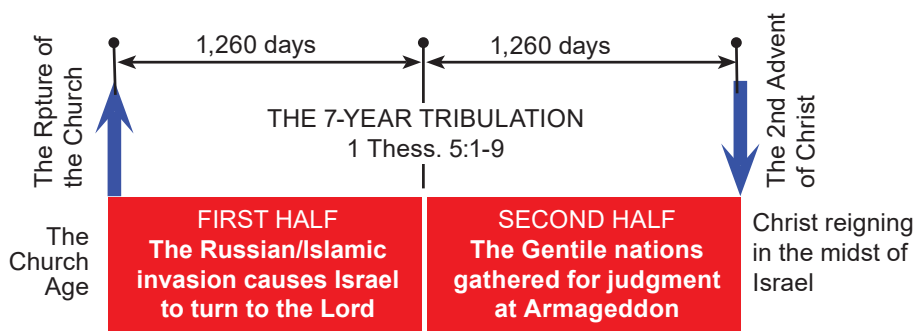 The Rpture of
the Church
1,260 days
1,260 days
The 2nd Advent
of Christ
THE 7-YEAR TRIBULATION
1 Thess. 5:1-9
The
Church
Age
FIRST HALF
The Russian/Islamic
invasion causes Israel
to turn to the Lord
SECOND HALF
The Gentile nations
gathered for judgment
at Armageddon
Christ reigning
in the midst of
Israel